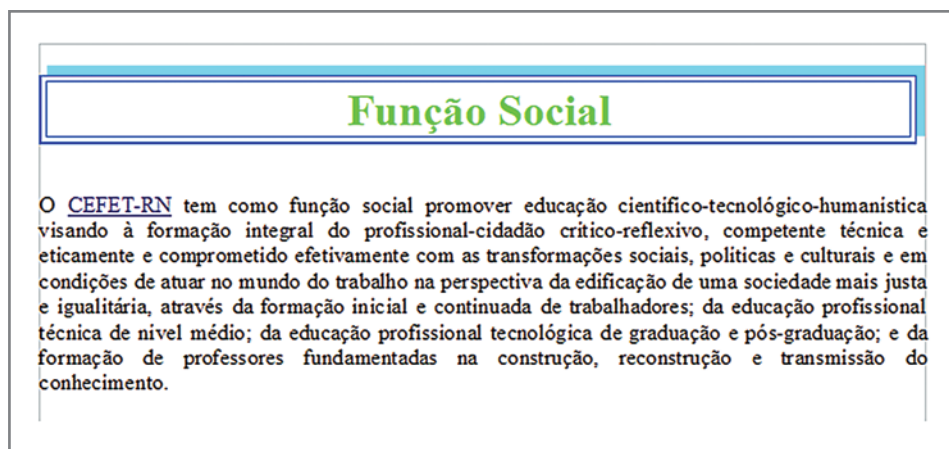 Função Social
O CEFET-RN tem como função social promover educação científico-tecnológico-humanística
visando à formação integral do profissional-cidadão crítico-reflexivo, competente técnica e
eticamente e comprometido efetivamente com as transformações sociais, políticas e culturais e em
condições de atuar no mundo do trabalho na perspectiva da edificação de uma sociedade mais justa
e igualitária, através da formação inicial e continuada de trabalhadores; da educação profissional
técnica de nível médio; da educação profissional tecnológica de graduação e pós-graduação; e da
formação de professores fundamentadas na construção, reconstrução e transmissão do
conhecimento.